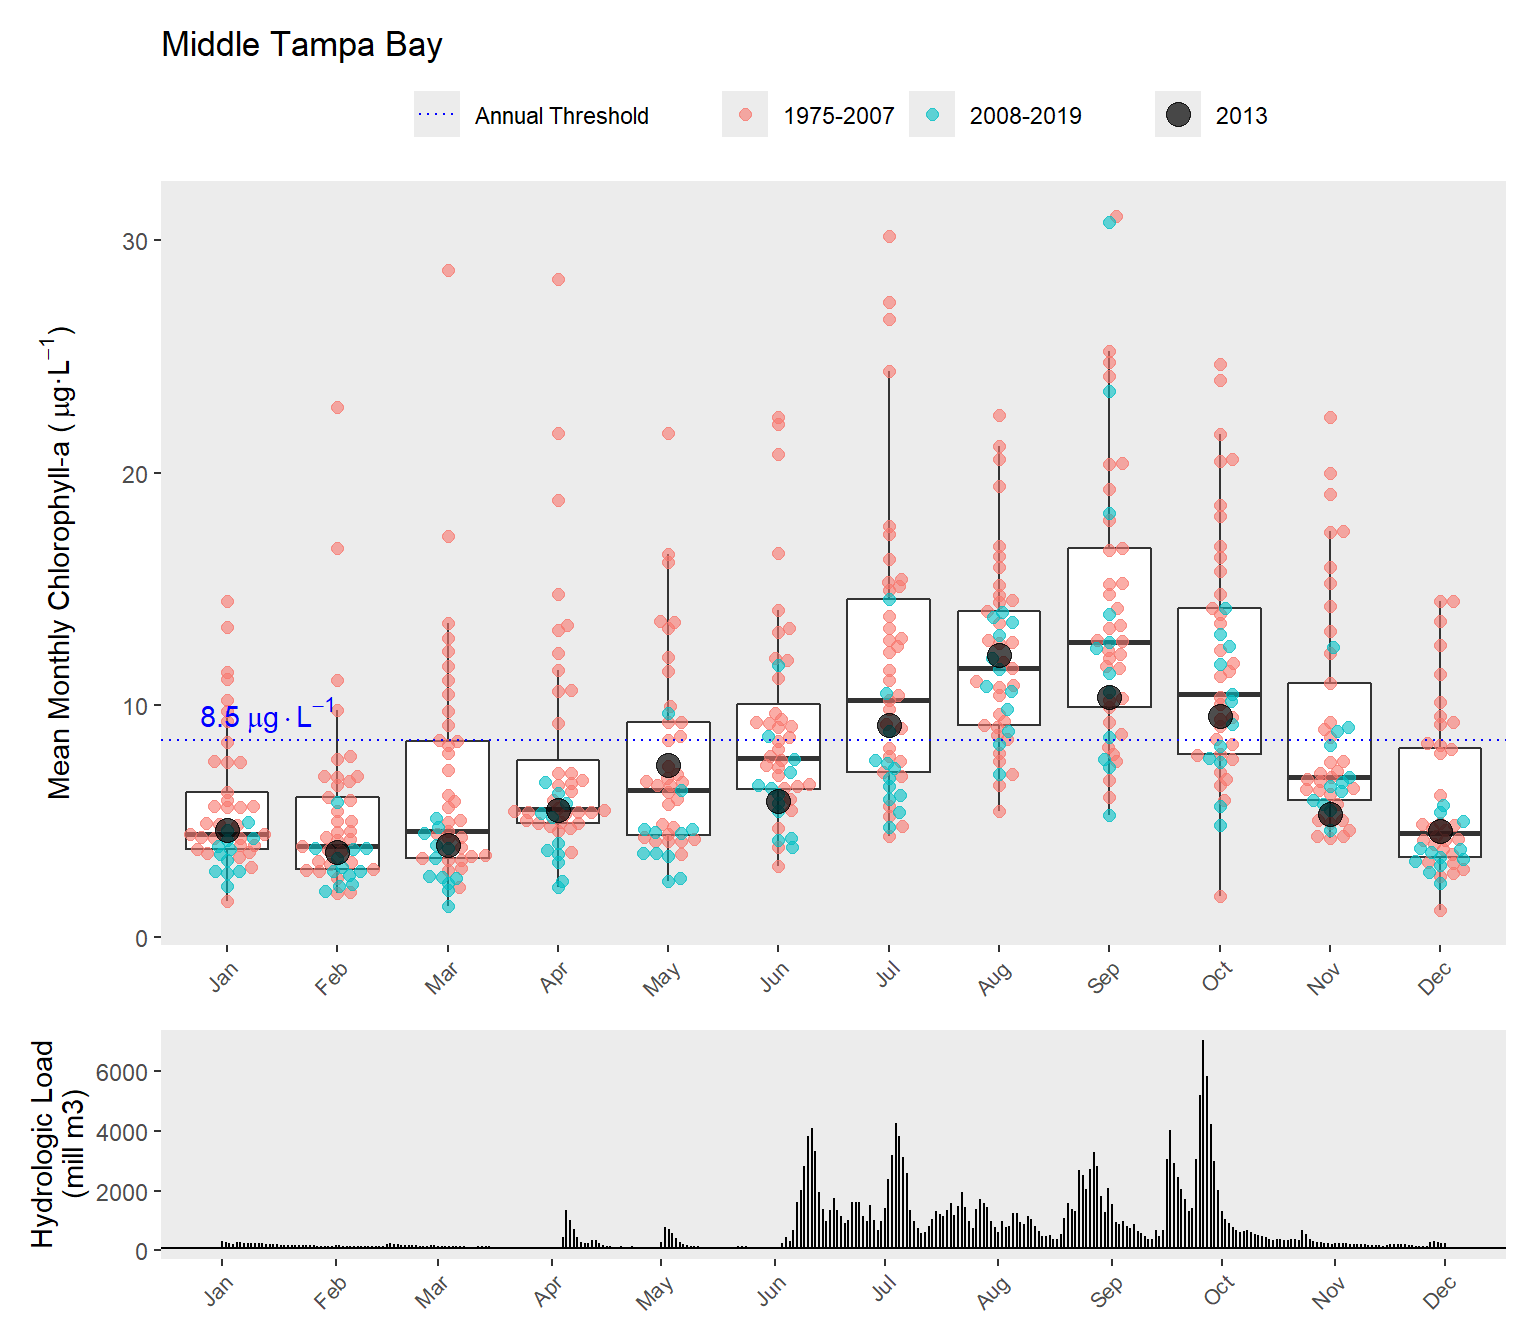 Middle Tampa Bay
Annual Threshold 1975-2007 2008-2019 2013
Mean Monthly Chlorophyll-a ( µg·L⁻¹)
30
20
10
0
8.5 µg · L⁻¹
Jan Feb Mar Apr May Jun Jul Aug Sep Oct Nov Dec
Hydrologic Load
(mill m3)
6000
4000
2000
0
Jan Feb Mar Apr May Jun Jul Aug Sep Oct Nov Dec